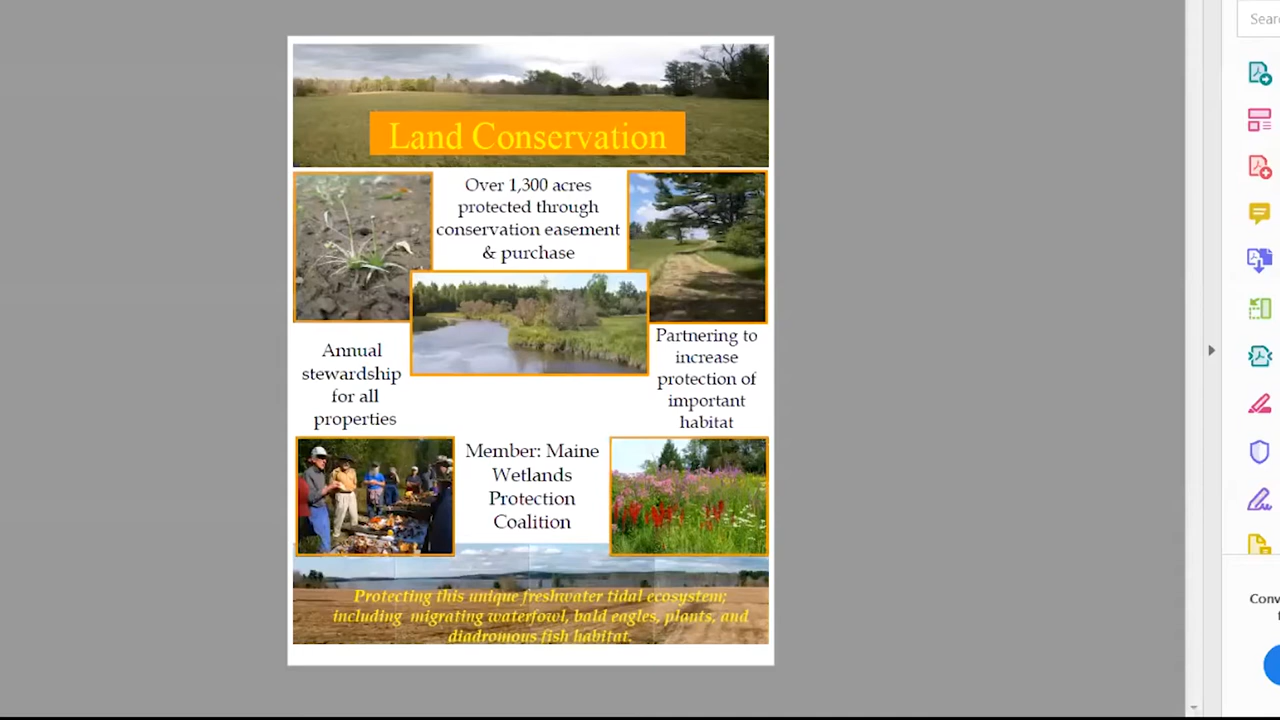 Land Conservation
Over 1,300 acres
protected through
conservation easement
& purchase
Annual
stewardship
for all
properties
Partnering to
increase
protection of
important
habitat
Member: Maine
Wetlands
Protection
Coalition
Protecting this unique freshwater tidal ecosystem;
including migrating waterfowl, bald eagles, plants, and
diadromous fish habitat.
Sear
Conv